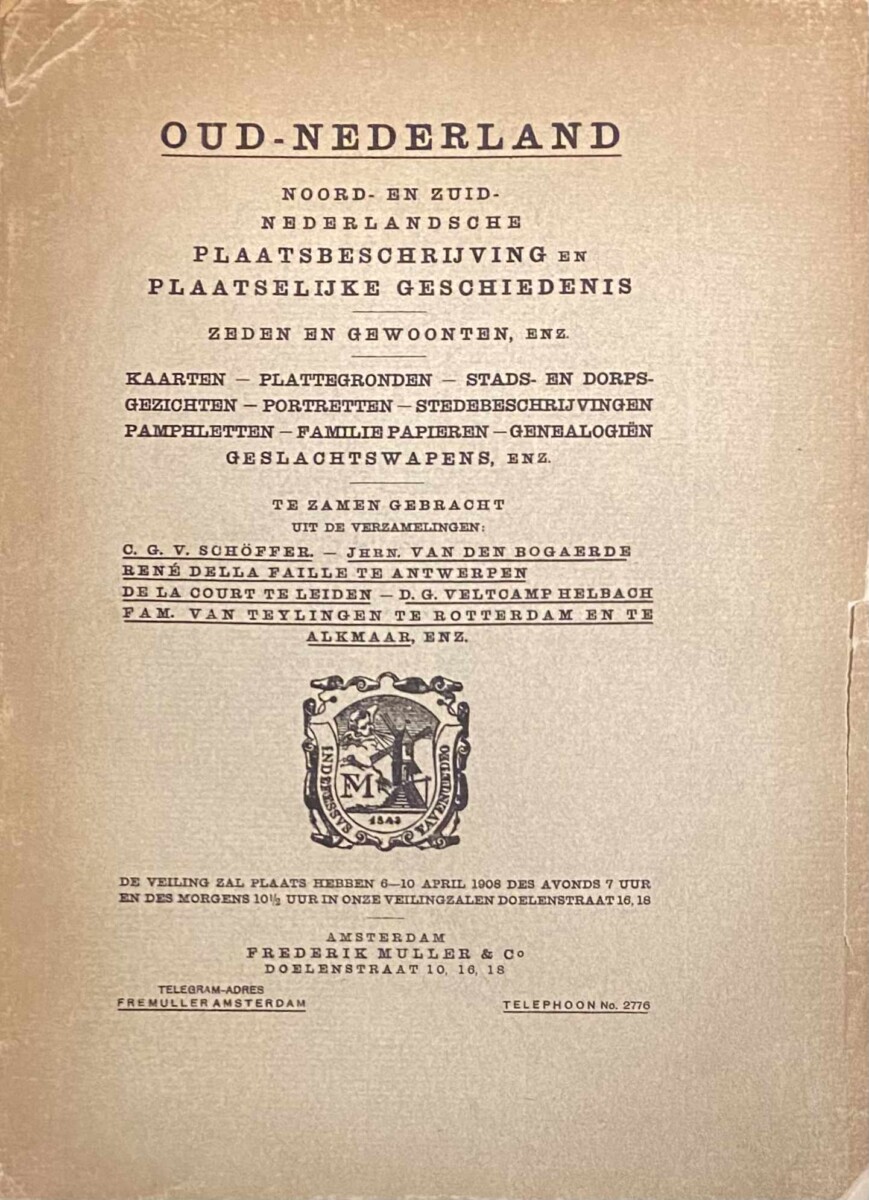 OUD-NEDERLAND
NOORD- EN ZUID-
NEDERLANDSCHE
PLAATSBESCHRIJVING EN
PLAATSELIJKE GESCHIEDENIS
ZEDEN EN GEWOONTEN, ENZ.
KAARTEN — PLATTEGRONDEN — STADS- EN DORPS-
GEZICHTEN — PORTRETTEN — STEDEBESCHRIJVINGEN
PAMPHLETTEN — FAMILIE PAPIEREN — GENEALOGIËN
GESLACHTSWAPENS, ENZ.
TE ZAMEN GEBRACHT
UIT DE VERZAMELINGEN:
C. G. V. SCHÖFFER. — JHRN. VAN DEN BOGAERDE
RENÉ DELLA FAILLE TE ANTWERPEN
DE LA COURT TE LEIDEN — D. G. VELTCAMP HELBACH
FAM. VAN TEYLINGEN TE ROTTERDAM EN TE
ALKMAAR, ENZ.
INDEFESSUS FAVENTE DEO
FM
1843
DE VEILING ZAL PLAATS HEBBEN 6—10 APRIL 1908 DES AVONDS 7 UUR
EN DES MORGENS 10½ UUR IN ONZE VEILINGZALEN DOELENSTRAAT 16, 18
AMSTERDAM
FREDERIK MULLER & Cº
DOELENSTRAAT 10, 16, 18
TELEGRAM-ADRES
FREMULLER AMSTERDAM
TELEPHOON No. 2776